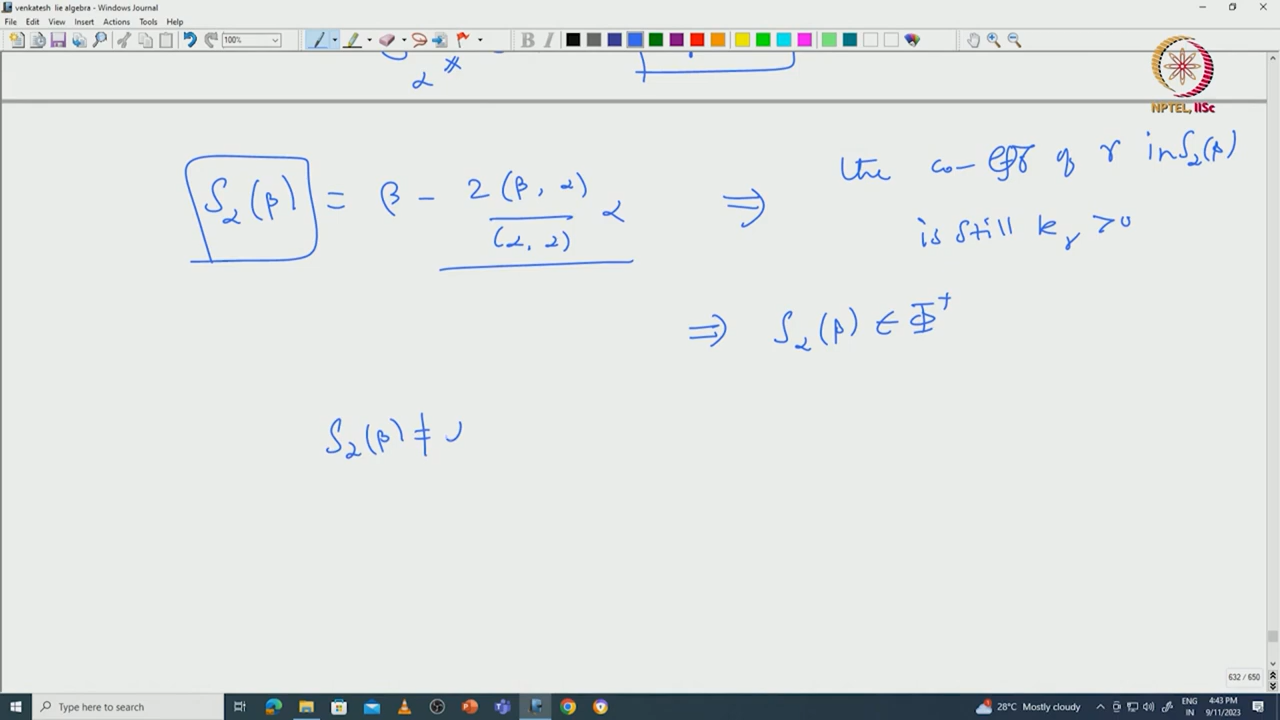 venkatesh lie algebra - Windows Journal
File Edit View Insert Actions Tools Help
100%
B I
α *
NPTEL, IISc
S_α(β) = β - 2(β, α)/(α, α) α ⇒ the co-efft of γ in S_α(β)
is still k_γ > 0
⇒ S_α(β) ∈ Φ^+
S_α(β) ≠
632 / 650
Type here to search
28°C Mostly cloudy
ENG
IN
4:43 PM
9/11/2023